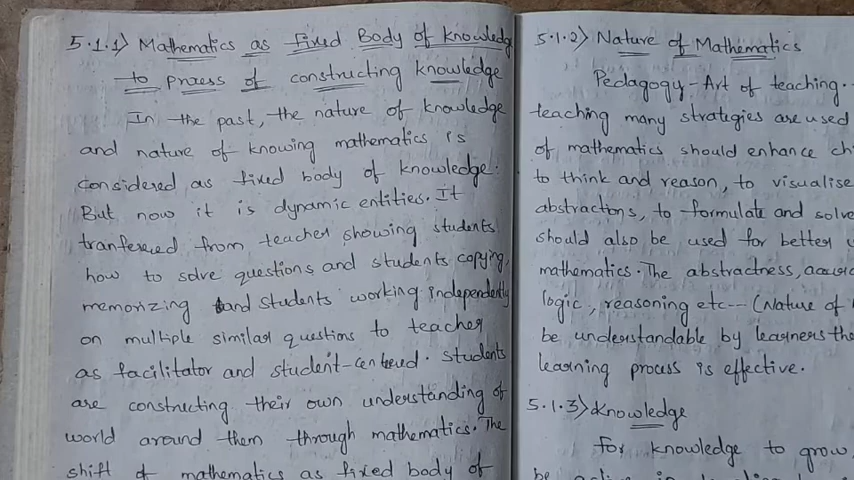 5.1.1) Mathematics as Fixed Body of knowledge
to prcess of constructing knowledge
In the past, the nature of knowledge
and nature of knowing mathematics is
considered as fixed body of knowledge.
But now it is dynamic entities. It
tranfered from teacher showing students
how to solve questions and students copying,
memorizing and students working independently
on multiple similar questions to teacher
as facilitator and student-centered. Students
are constructing their own understanding of
world around them through mathematics. The
shift of mathematics as fixed body of
5.1.2) Nature of Mathematics
Pedagogy - Art of teaching.
teaching many strategies are used
of mathematics should enhance ch
to think and reason, to visualise
abstractions, to formulate and solve
should also be used for better
mathematics. The abstractness,
logic, reasoning etc-- (Nature of
be understandable by learners the
learning process is effective.
5.1.3) Knowledge
for knowledge to grow,
be